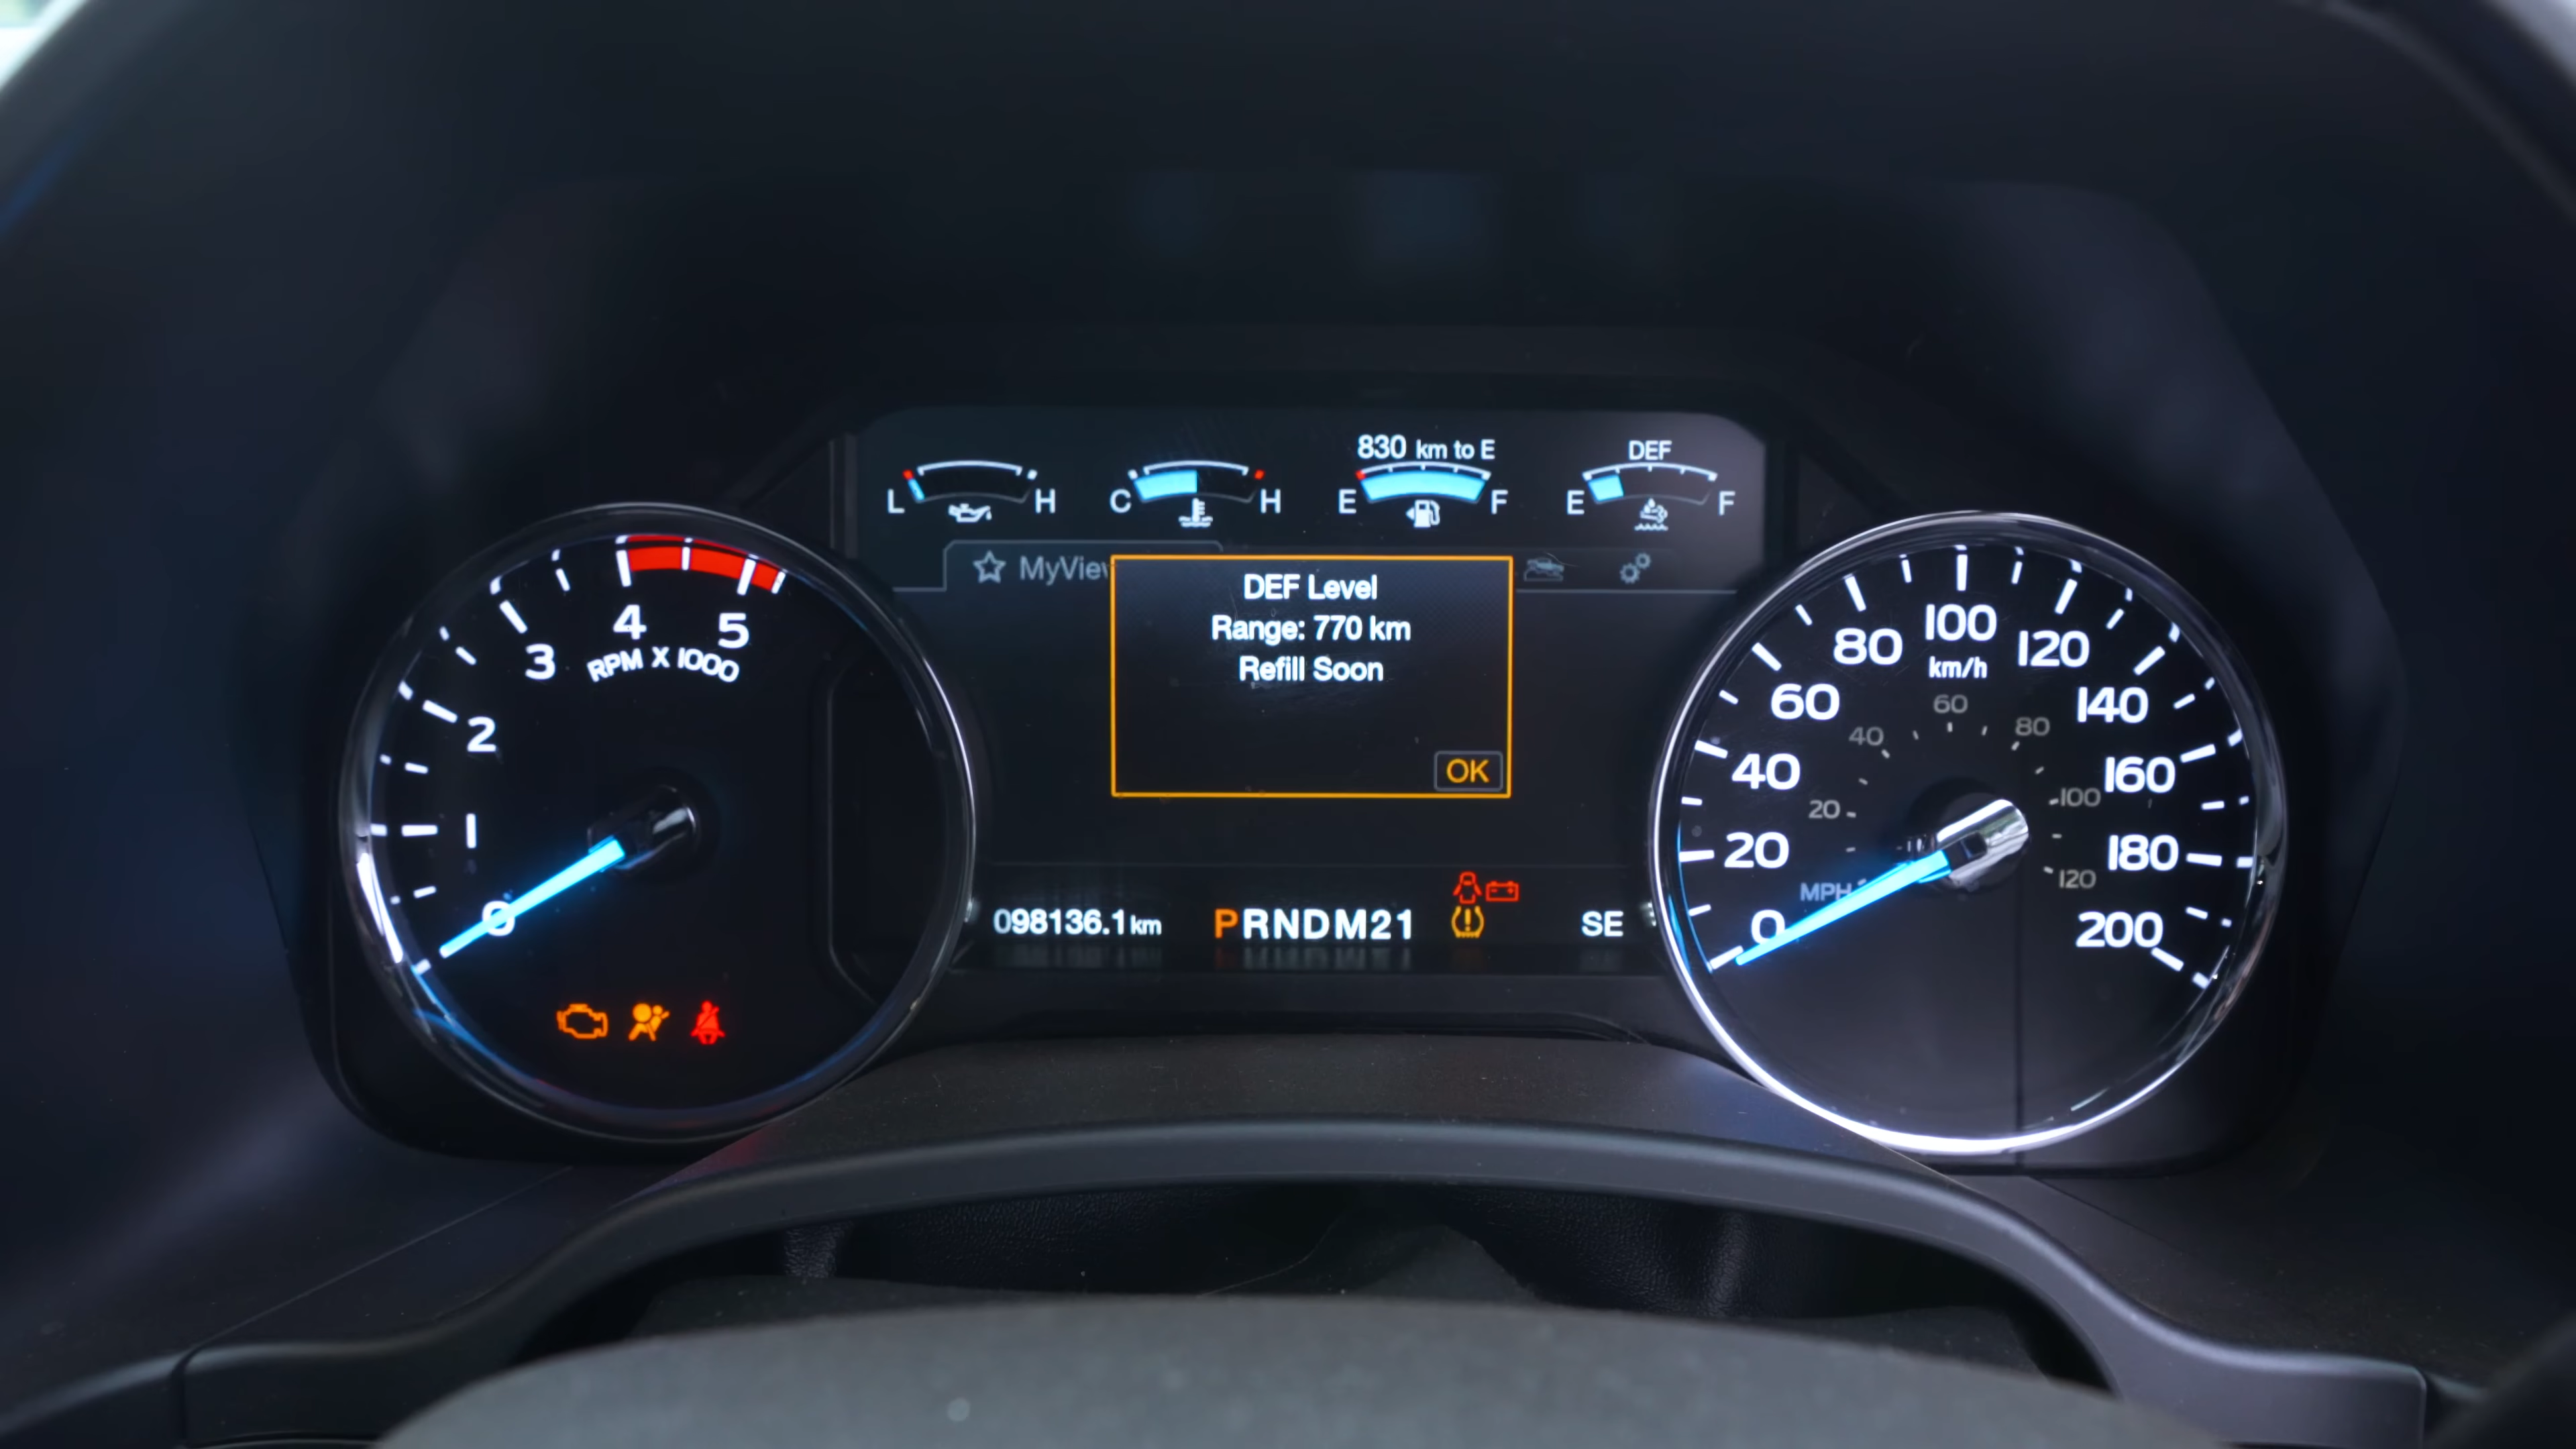 830 km to E
DEF
L H
C H
E F
E F
MyView
DEF Level
Range: 770 km
Refill Soon
OK
0 1 2 3 4 5
RPM X 1000
098136.1 km
PRNDM21
SE
0 20 40 60 80 100 120 140 160 180 200
km/h
20 40 60 80 100 120
MPH